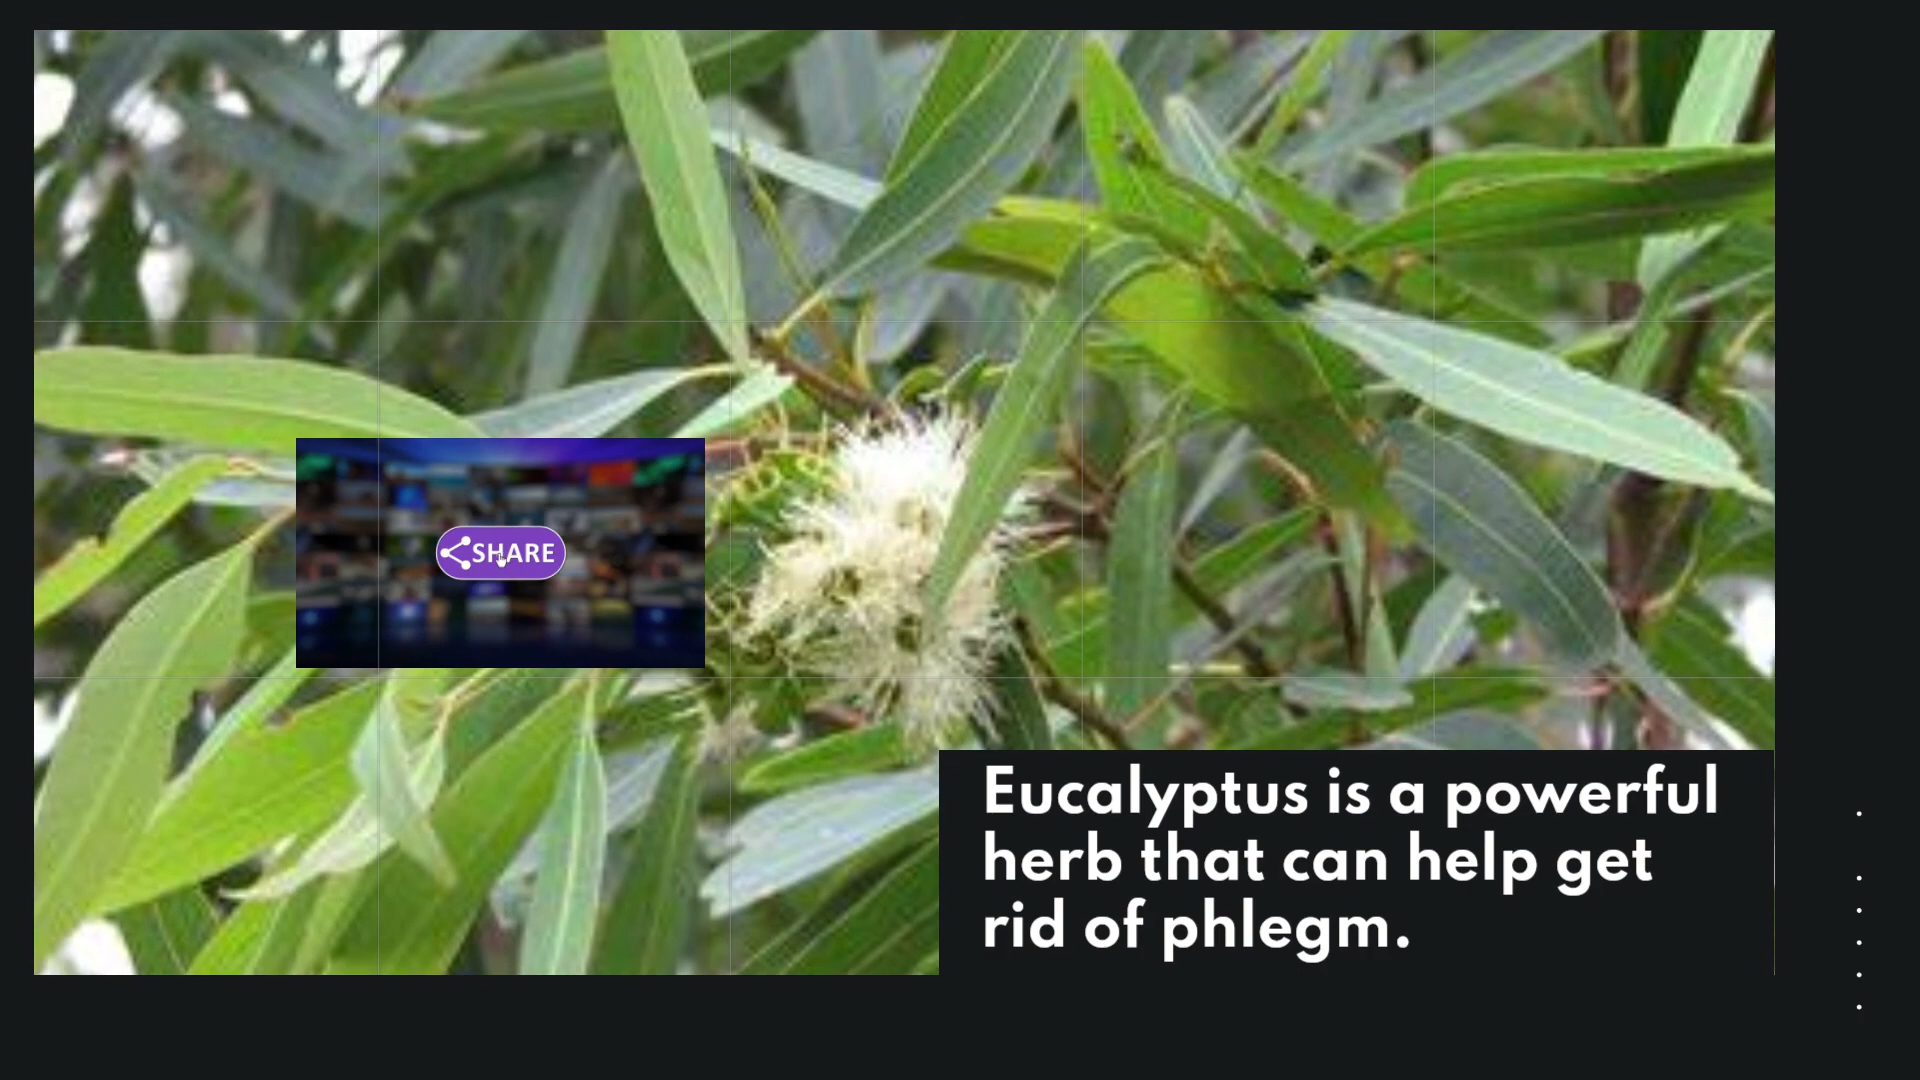 SHARE
Eucalyptus is a powerful
herb that can help get
rid of phlegm.